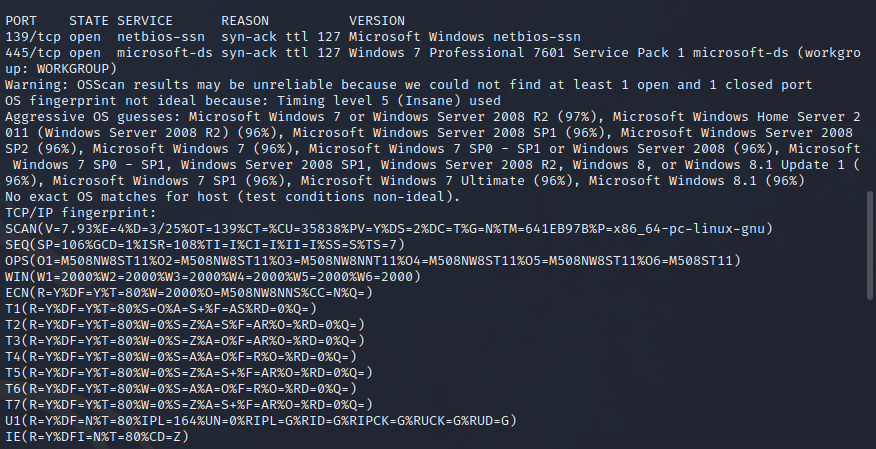 PORT    STATE SERVICE      REASON          VERSION
139/tcp open  netbios-ssn  syn-ack ttl 127 Microsoft Windows netbios-ssn
445/tcp open  microsoft-ds syn-ack ttl 127 Windows 7 Professional 7601 Service Pack 1 microsoft-ds (workgro
up: WORKGROUP)
Warning: OSScan results may be unreliable because we could not find at least 1 open and 1 closed port
OS fingerprint not ideal because: Timing level 5 (Insane) used
Aggressive OS guesses: Microsoft Windows 7 or Windows Server 2008 R2 (97%), Microsoft Windows Home Server 2
011 (Windows Server 2008 R2) (96%), Microsoft Windows Server 2008 SP1 (96%), Microsoft Windows Server 2008
SP2 (96%), Microsoft Windows 7 (96%), Microsoft Windows 7 SP0 - SP1 or Windows Server 2008 (96%), Microsoft
 Windows 7 SP0 - SP1, Windows Server 2008 SP1, Windows Server 2008 R2, Windows 8, or Windows 8.1 Update 1 (
96%), Microsoft Windows 7 SP1 (96%), Microsoft Windows 7 Ultimate (96%), Microsoft Windows 8.1 (96%)
No exact OS matches for host (test conditions non-ideal).
TCP/IP fingerprint:
SCAN(V=7.93%E=4%D=3/25%OT=139%CT=%CU=35838%PV=Y%DS=2%DC=T%G=N%TM=641EB97B%P=x86_64-pc-linux-gnu)
SEQ(SP=106%GCD=1%ISR=108%TI=I%CI=I%II=I%SS=S%TS=7)
OPS(O1=M508NW8ST11%O2=M508NW8ST11%O3=M508NW8NNT11%O4=M508NW8ST11%O5=M508NW8ST11%O6=M508ST11)
WIN(W1=2000%W2=2000%W3=2000%W4=2000%W5=2000%W6=2000)
ECN(R=Y%DF=Y%T=80%W=2000%O=M508NW8NNS%CC=N%Q=)
T1(R=Y%DF=Y%T=80%S=O%A=S+%F=AS%RD=0%Q=)
T2(R=Y%DF=Y%T=80%W=0%S=Z%A=S%F=AR%O=%RD=0%Q=)
T3(R=Y%DF=Y%T=80%W=0%S=Z%A=O%F=AR%O=%RD=0%Q=)
T4(R=Y%DF=Y%T=80%W=0%S=A%A=O%F=R%O=%RD=0%Q=)
T5(R=Y%DF=Y%T=80%W=0%S=Z%A=S+%F=AR%O=%RD=0%Q=)
T6(R=Y%DF=Y%T=80%W=0%S=A%A=O%F=R%O=%RD=0%Q=)
T7(R=Y%DF=Y%T=80%W=0%S=Z%A=S+%F=AR%O=%RD=0%Q=)
U1(R=Y%DF=N%T=80%IPL=164%UN=0%RIPL=G%RID=G%RIPCK=G%RUCK=G%RUD=G)
IE(R=Y%DFI=N%T=80%CD=Z)